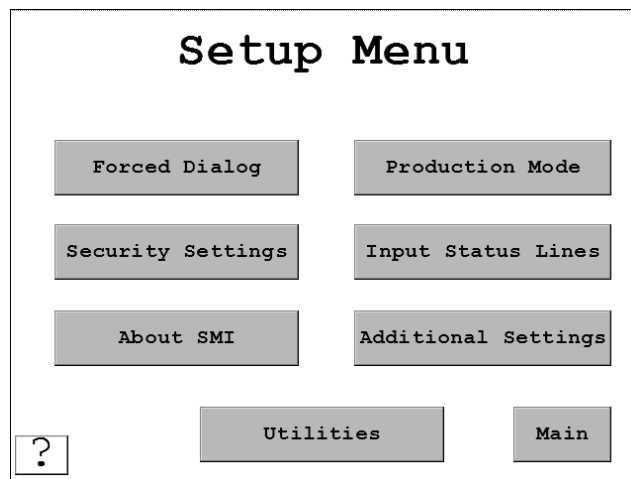 Setup Menu
Forced Dialog
Production Mode
Security Settings
Input Status Lines
About SMI
Additional Settings
Utilities
Main
?